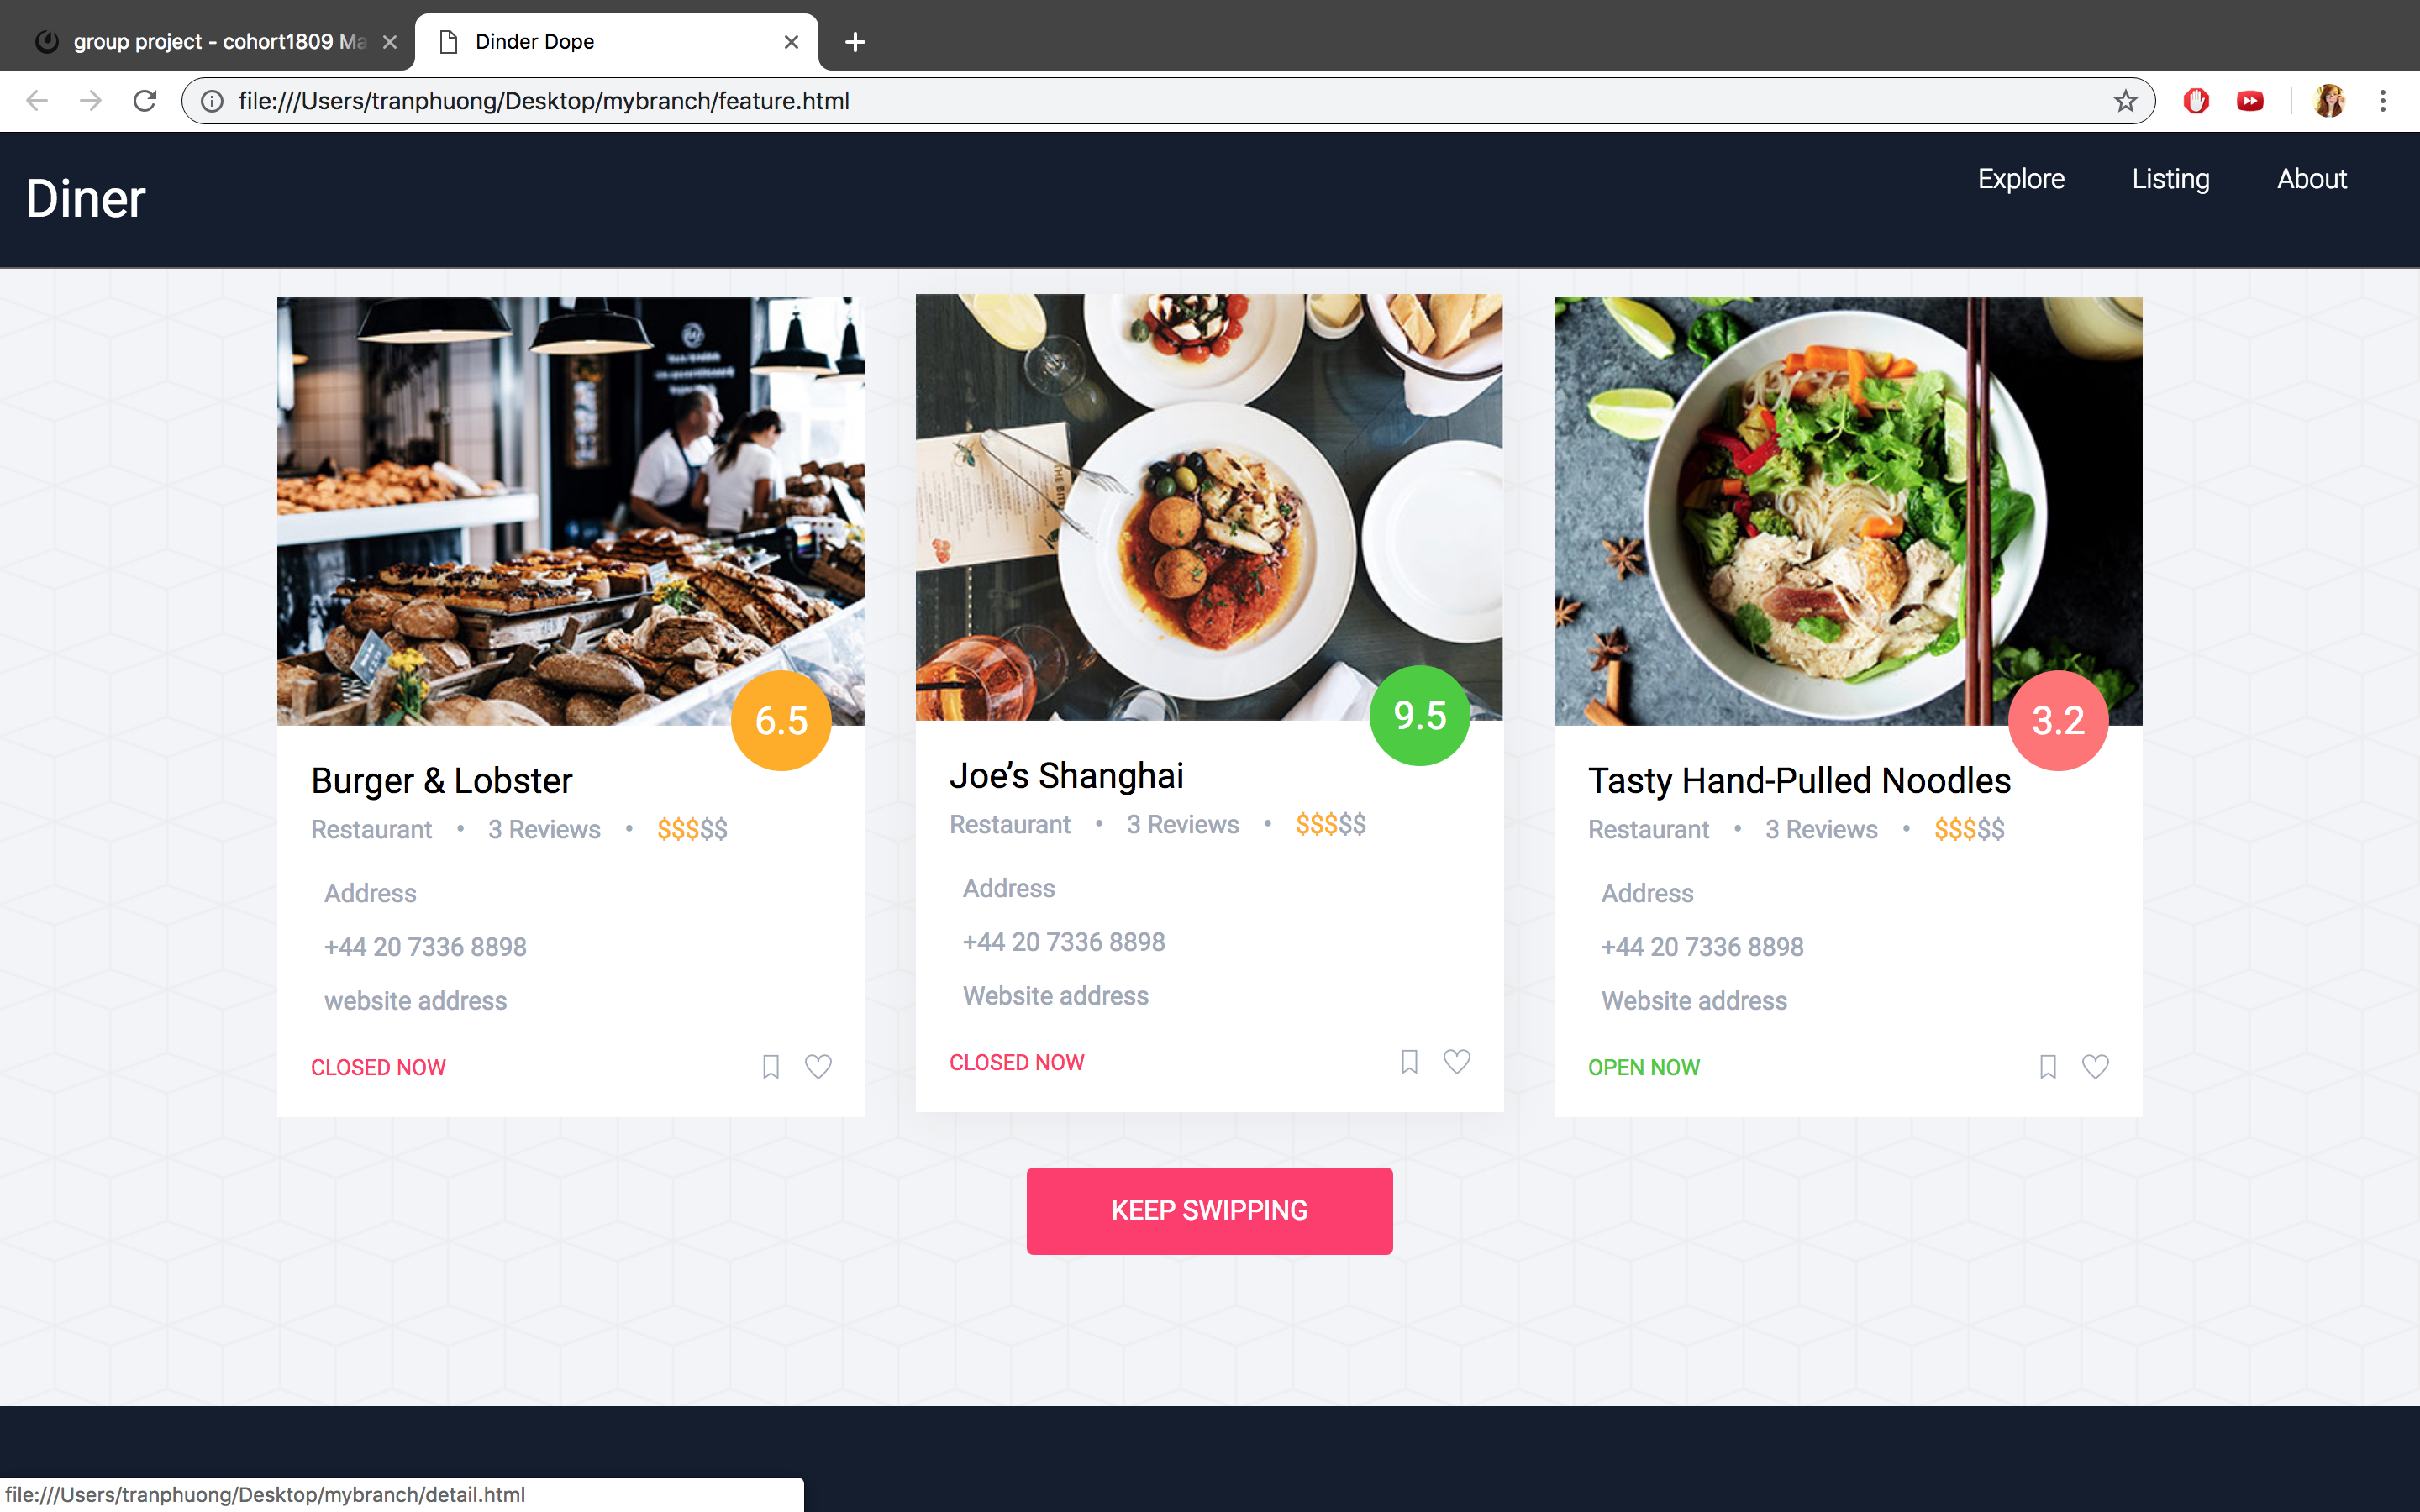 group project - cohort1809 Ma
Dinder Dope
file:///Users/tranphuong/Desktop/mybranch/feature.html
Diner
Explore Listing About
6.5
Burger & Lobster
Restaurant • 3 Reviews • $$$$$
Address
+44 20 7336 8898
website address
CLOSED NOW
9.5
Joe’s Shanghai
Restaurant • 3 Reviews • $$$$$
Address
+44 20 7336 8898
Website address
CLOSED NOW
3.2
Tasty Hand-Pulled Noodles
Restaurant • 3 Reviews • $$$$$
Address
+44 20 7336 8898
Website address
OPEN NOW
KEEP SWIPPING
file:///Users/tranphuong/Desktop/mybranch/detail.html